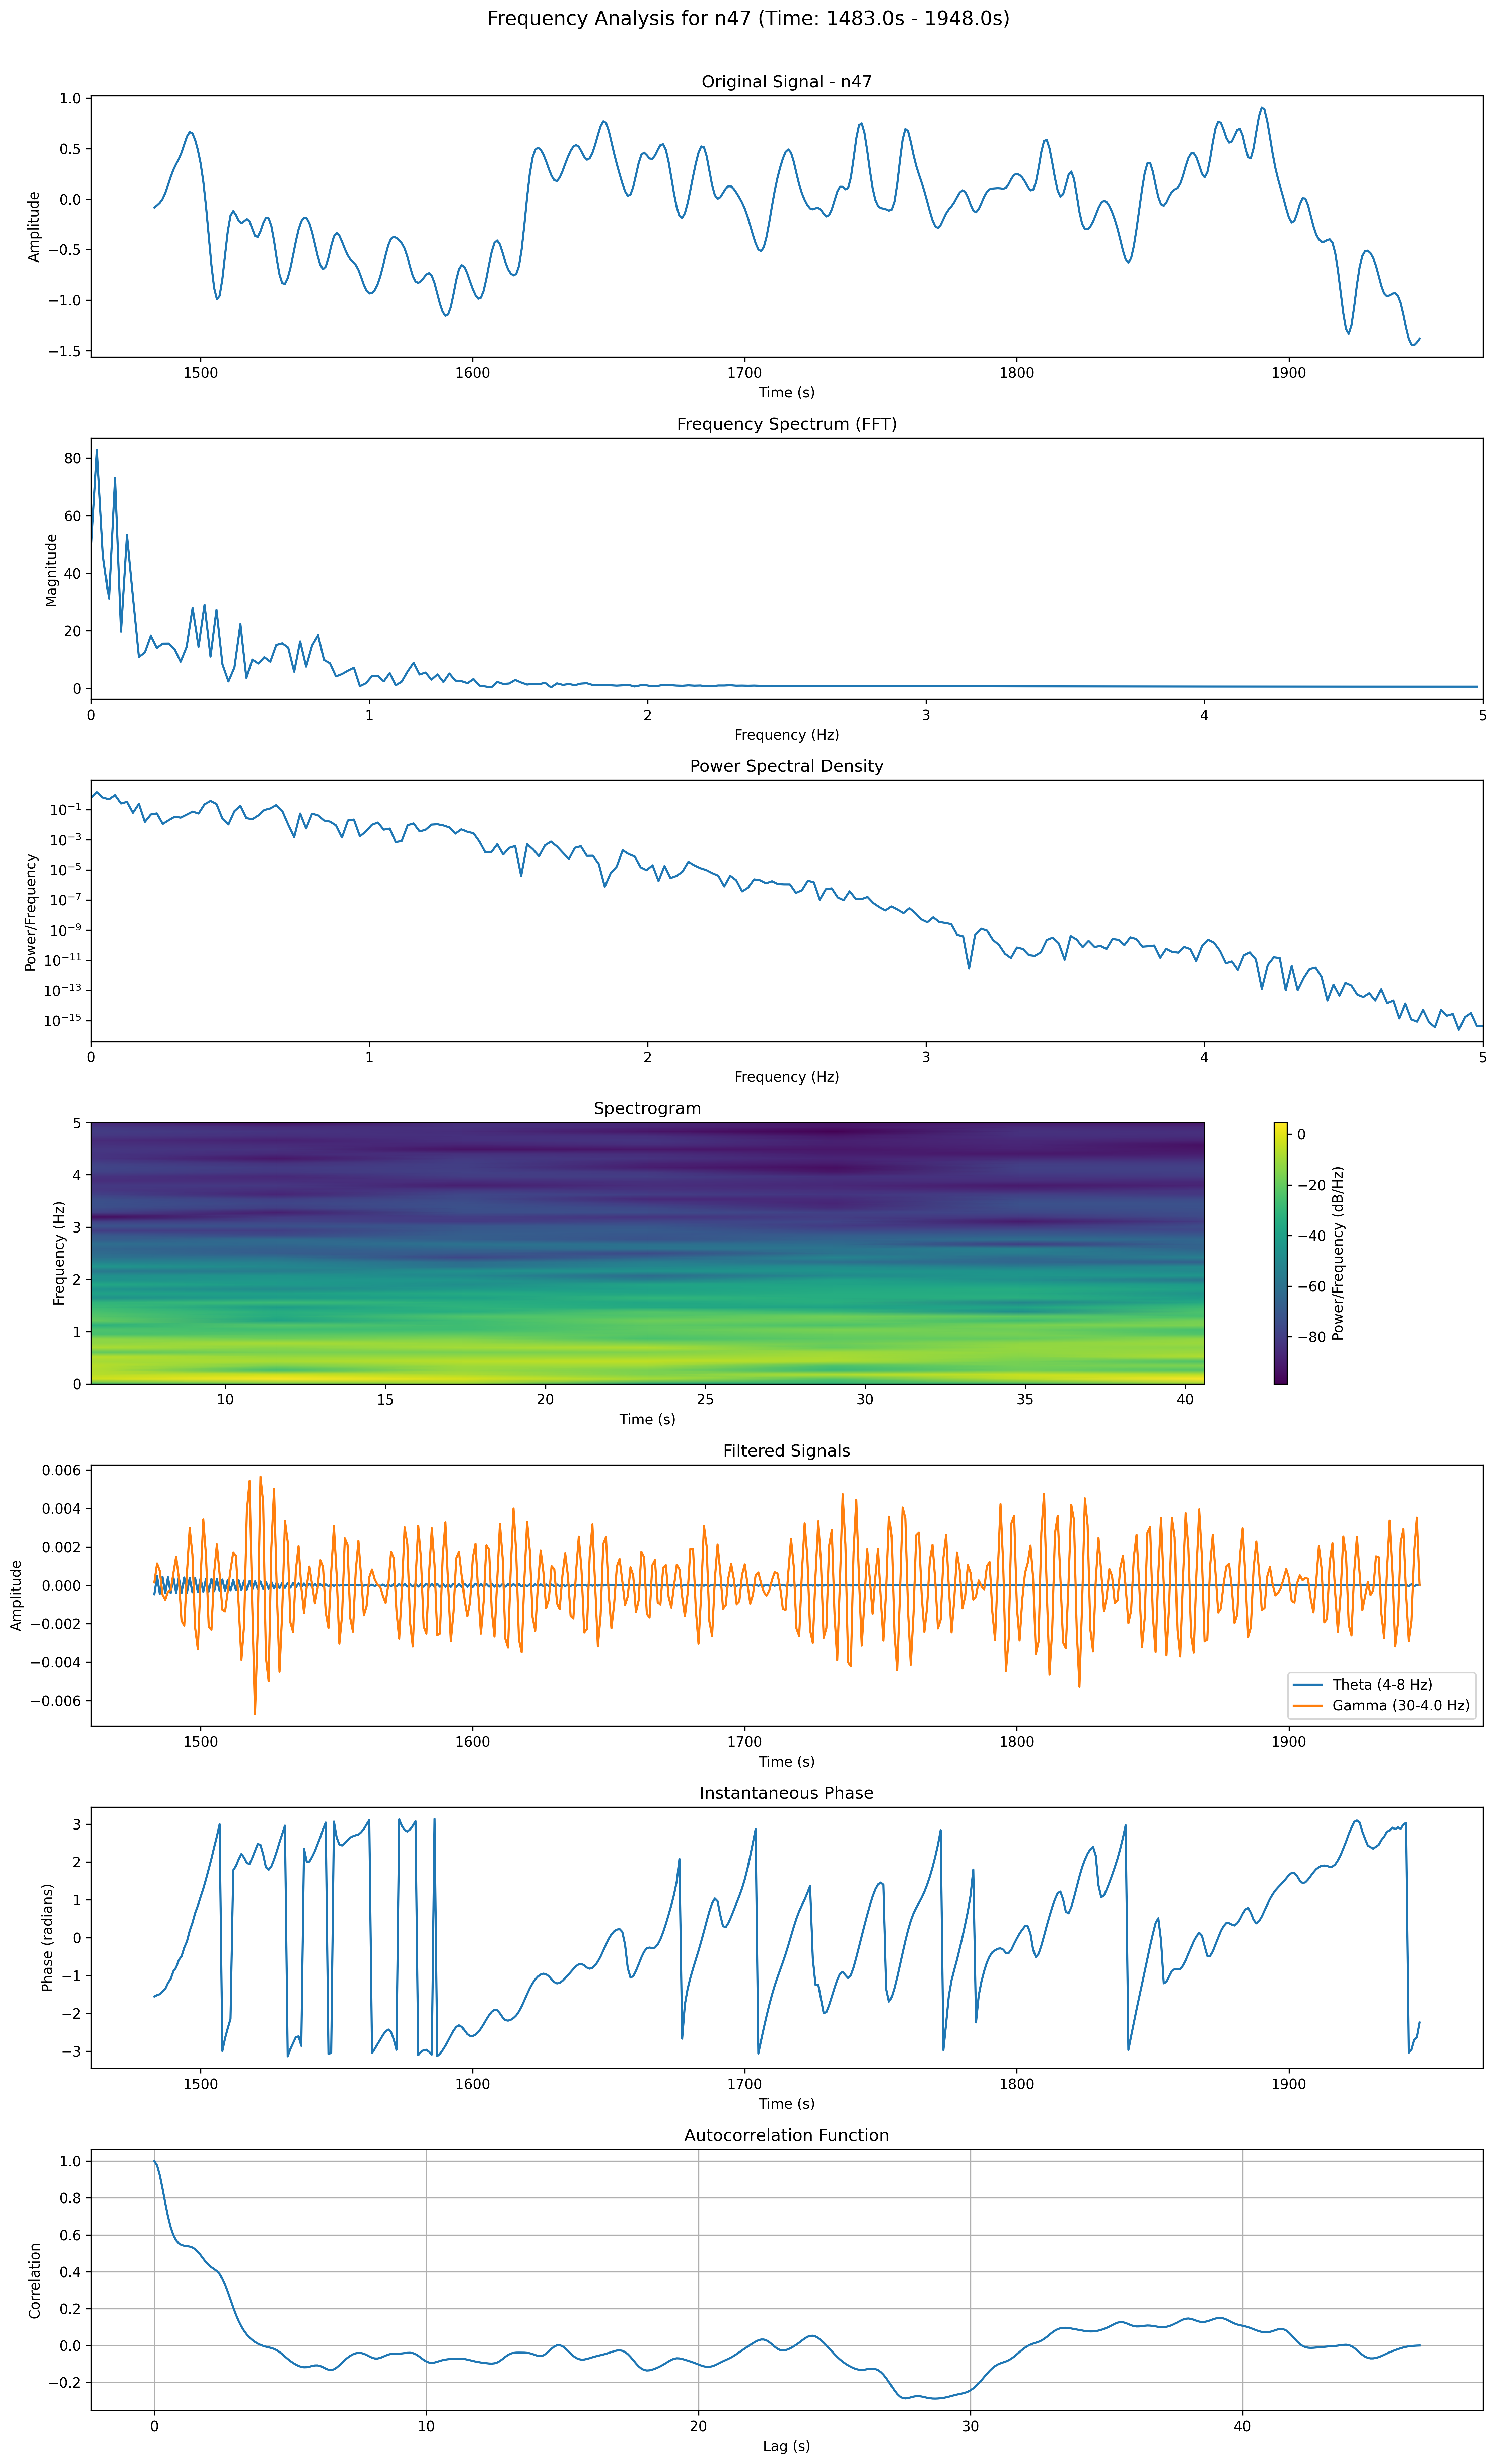 Frequency Analysis for n47 (Time: 1483.0s - 1948.0s)
Original Signal - n47
1.0
0.5
0.0
−0.5
−1.0
−1.5
Amplitude
1500 1600 1700 1800 1900
Time (s)
Frequency Spectrum (FFT)
80
60
40
20
0
Magnitude
0 1 2 3 4 5
Frequency (Hz)
Power Spectral Density
10⁻¹
10⁻³
10⁻⁵
10⁻⁷
10⁻⁹
10⁻¹¹
10⁻¹³
10⁻¹⁵
Power/Frequency
0 1 2 3 4 5
Frequency (Hz)
Spectrogram
5
4
3
2
1
0
Frequency (Hz)
10 15 20 25 30 35 40
Time (s)
0
−20
−40
−60
−80
Power/Frequency (dB/Hz)
Filtered Signals
0.006
0.004
0.002
0.000
−0.002
−0.004
−0.006
Amplitude
Theta (4-8 Hz)
Gamma (30-4.0 Hz)
1500 1600 1700 1800 1900
Time (s)
Instantaneous Phase
3
2
1
0
−1
−2
−3
Phase (radians)
1500 1600 1700 1800 1900
Time (s)
Autocorrelation Function
1.0
0.8
0.6
0.4
0.2
0.0
−0.2
Correlation
0 10 20 30 40
Lag (s)